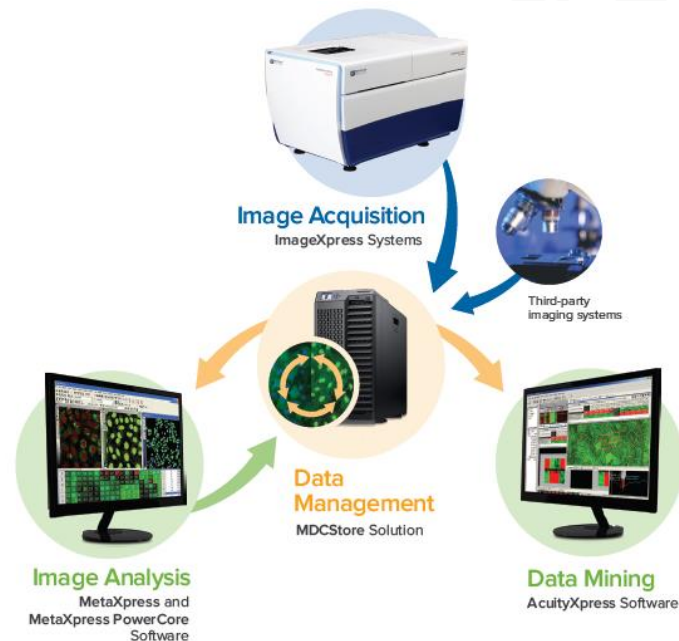 Image Acquisition
ImageXpress Systems
Third-party
imaging systems
Data
Management
MDCStore Solution
Image Analysis
MetaXpress and
MetaXpress PowerCore
Software
Data Mining
AcuityXpress Software